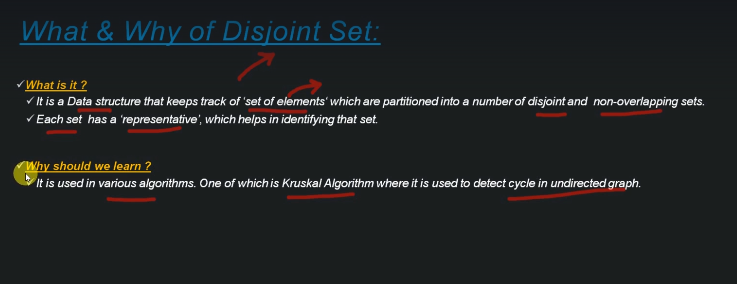 What & Why of Disjoint Set:
✓What is it ?
✓It is a Data structure that keeps track of 'set of elements' which are partitioned into a number of disjoint and non-overlapping sets.
✓Each set has a 'representative', which helps in identifying that set.
✓Why should we learn ?
✓It is used in various algorithms. One of which is Kruskal Algorithm where it is used to detect cycle in undirected graph.